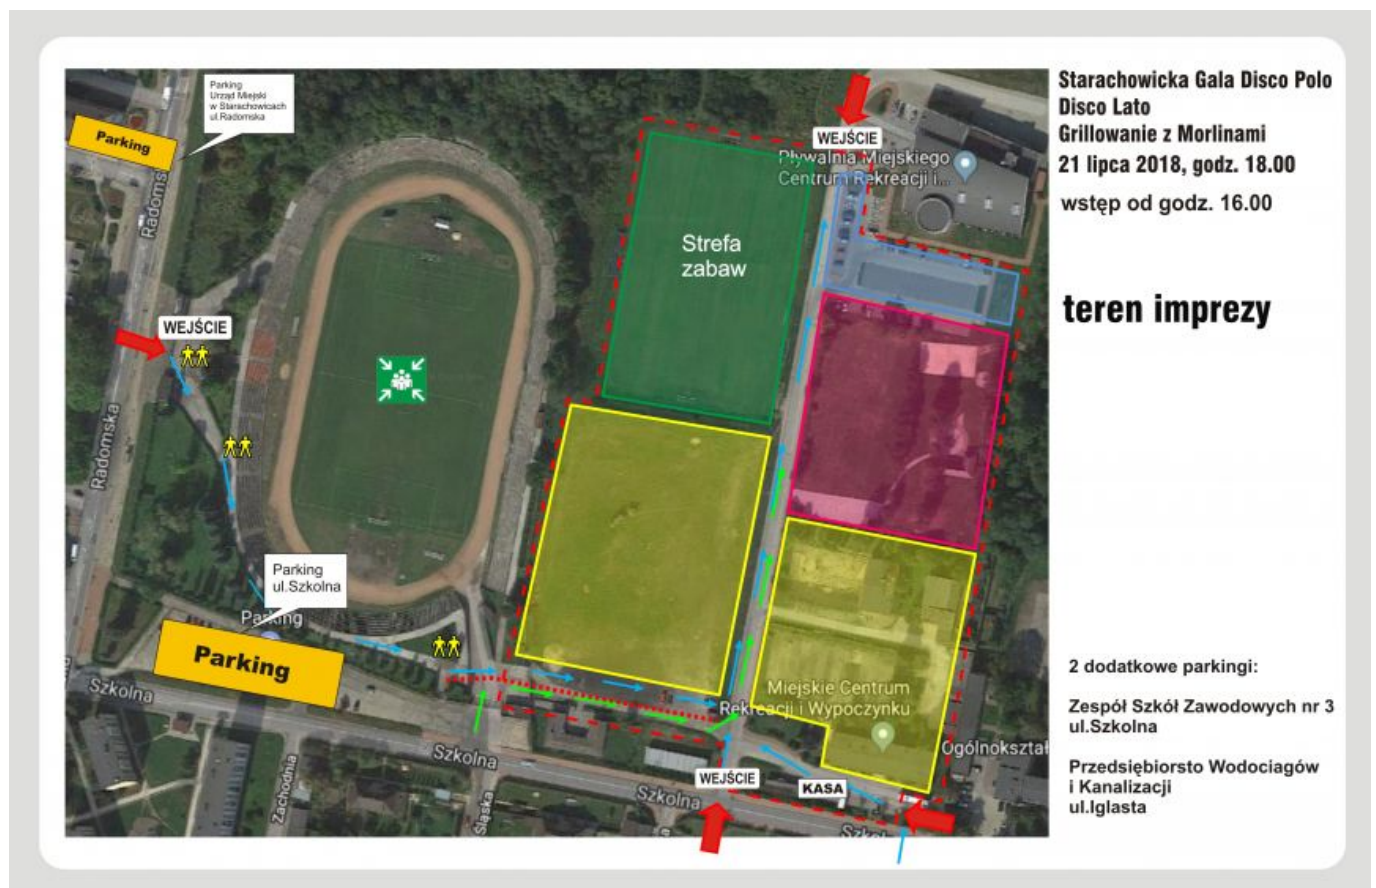 Starachowicka Gala Disco Polo
Disco Lato
Grillowanie z Morlinami
21 lipca 2018, godz. 18.00
wstęp od godz. 16.00
teren imprezy
2 dodatkowe parkingi:
Zespół Szkół Zawodowych nr 3
ul.Szkolna
Przedsiębiorsto Wodociagów
i Kanalizacji
ul.Iglasta
Parking
Urząd Miejski
w Starachowicach
ul.Radomska
Parking
Radoms
WEJŚCIE
Pływalnia Miejskiego
Centrum Rekreacji i...
Strefa
zabaw
WEJŚCIE
Radomska
Parking
ul.Szkolna
Parking
Parking
Szkolna
Miejskie Centrum
Rekreacji i Wypoczynku
Ogólnokształ
Szkolna
WEJŚCIE
KASA
Szkolna
Zachodnia
Śląska
Szko